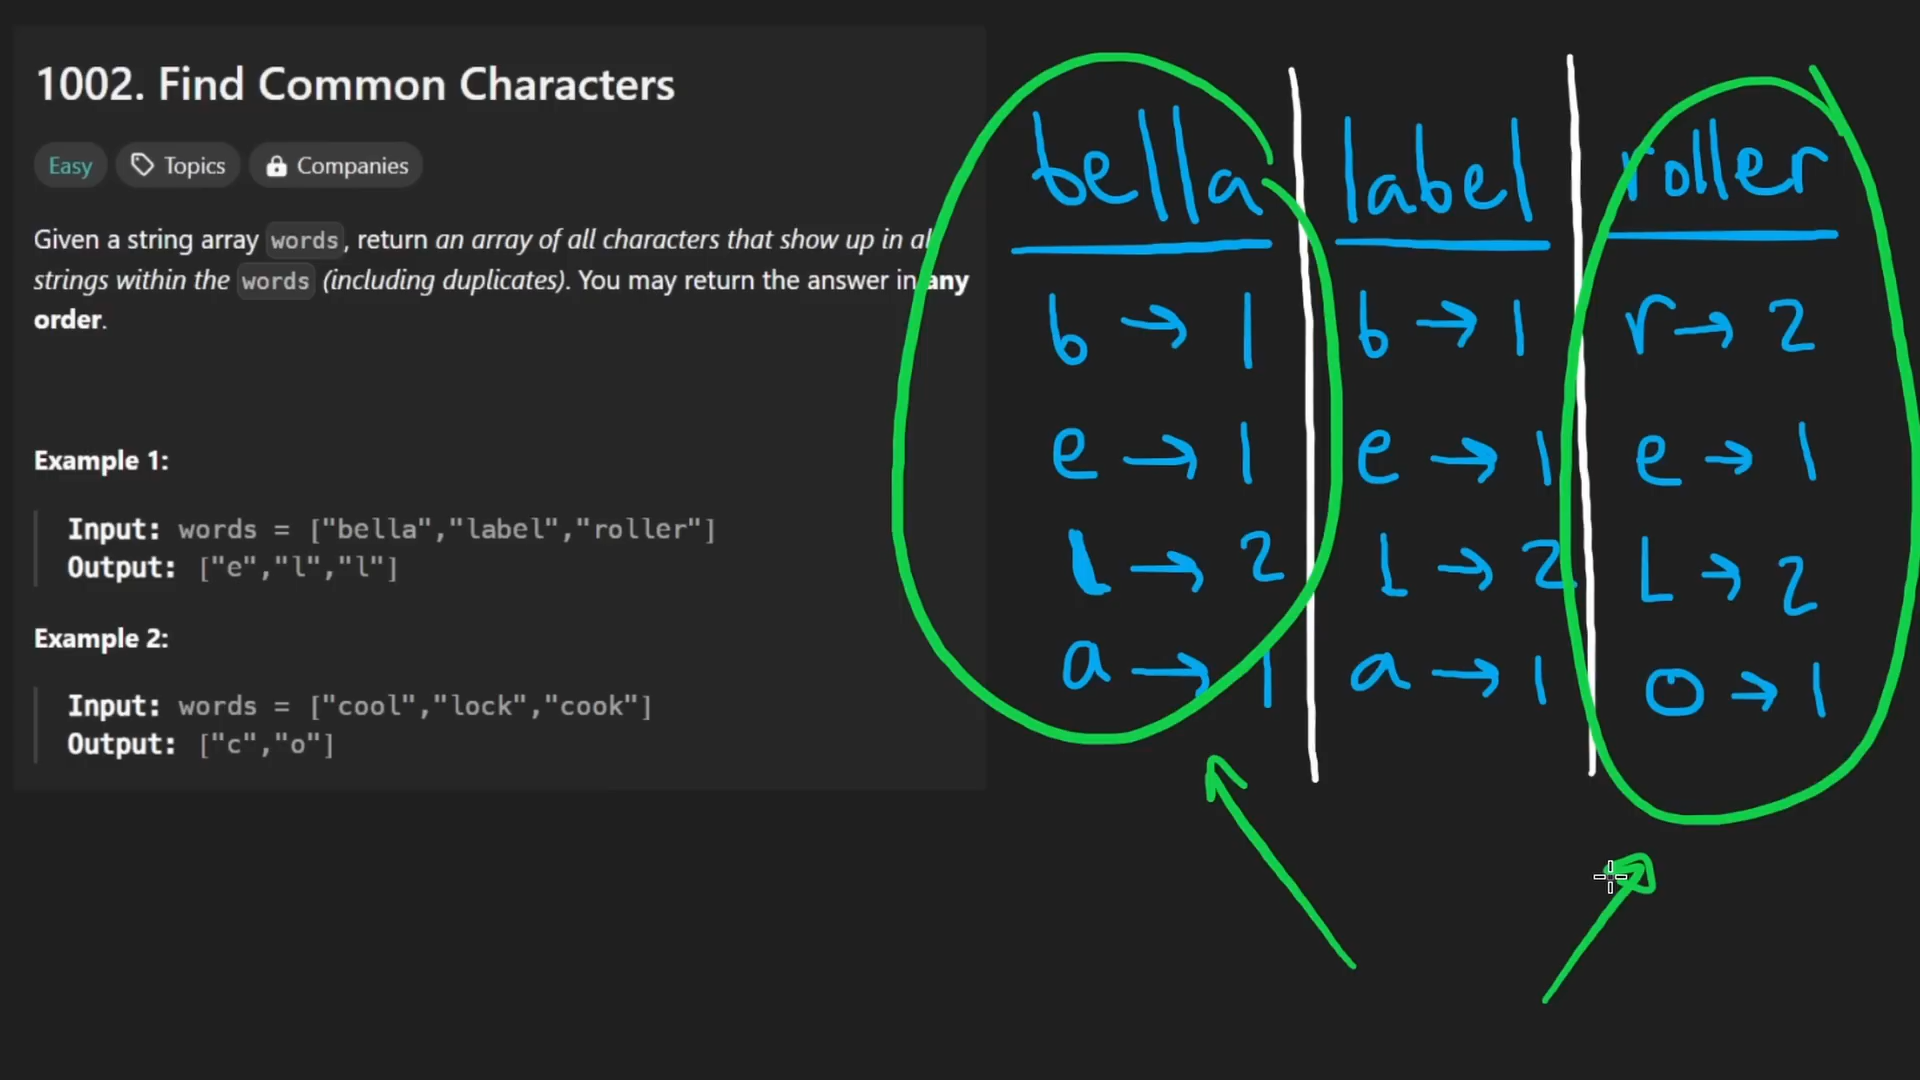 1002. Find Common Characters
Easy Topics Companies
Given a string array words, return an array of all characters that show up in al
strings within the words (including duplicates). You may return the answer in any
order.
Example 1:
Input: words = ["bella","label","roller"]
Output: ["e","l","l"]
Example 2:
Input: words = ["cool","lock","cook"]
Output: ["c","o"]
bella
b → 1
e → 1
l → 2
a → 1
label
b → 1
e → 1
l → 2
a → 1
roller
r → 2
e → 1
L → 2
o → 1